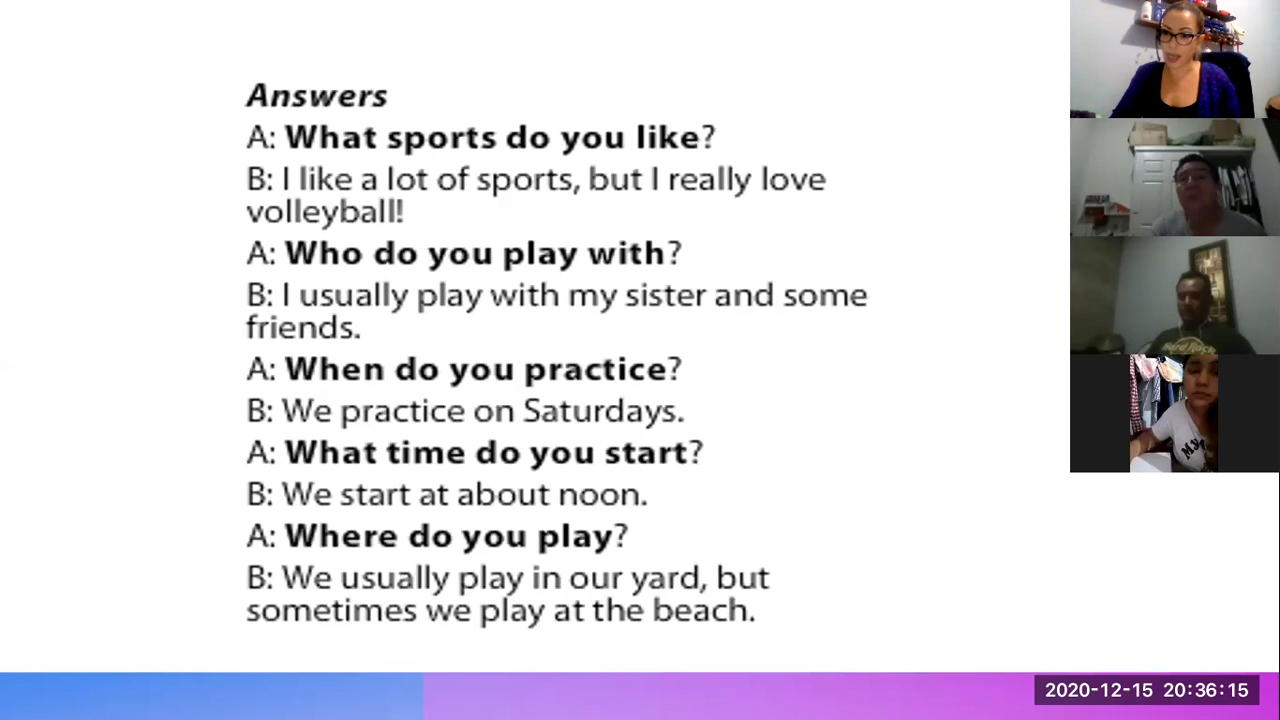 Answers
A: What sports do you like?
B: I like a lot of sports, but I really love
volleyball!
A: Who do you play with?
B: I usually play with my sister and some
friends.
A: When do you practice?
B: We practice on Saturdays.
A: What time do you start?
B: We start at about noon.
A: Where do you play?
B: We usually play in our yard, but
sometimes we play at the beach.
Hard Rock
2020-12-15 20:36:15